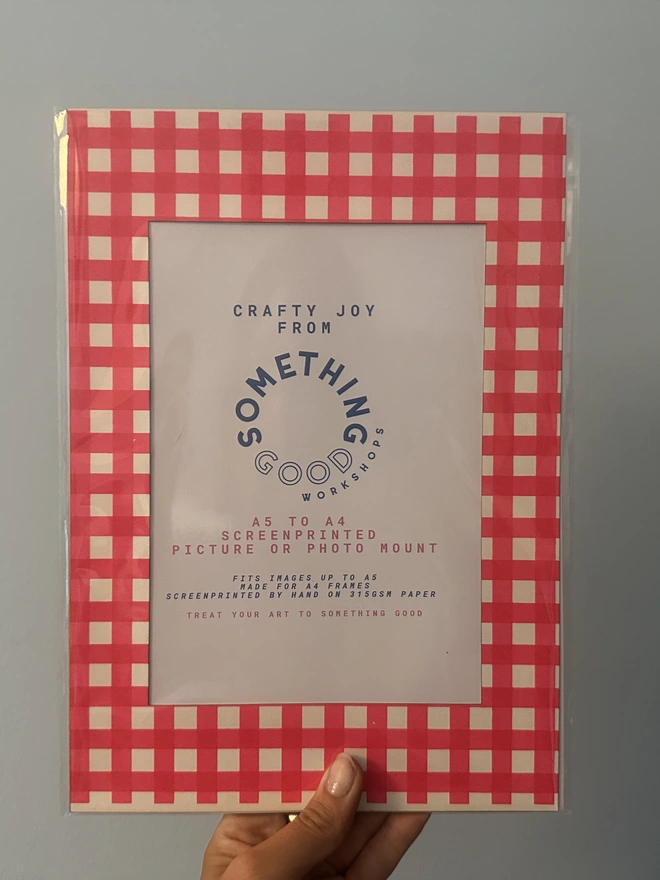 CRAFTY JOY
FROM
SOMETHING
GOOD
WORKSHOPS
A5 TO A4
SCREENPRINTED
PICTURE OR PHOTO MOUNT
FITS IMAGES UP TO A5
MADE FOR A4 FRAMES
SCREENPRINTED BY HAND ON 315GSM PAPER
TREAT YOUR ART TO SOMETHING GOOD